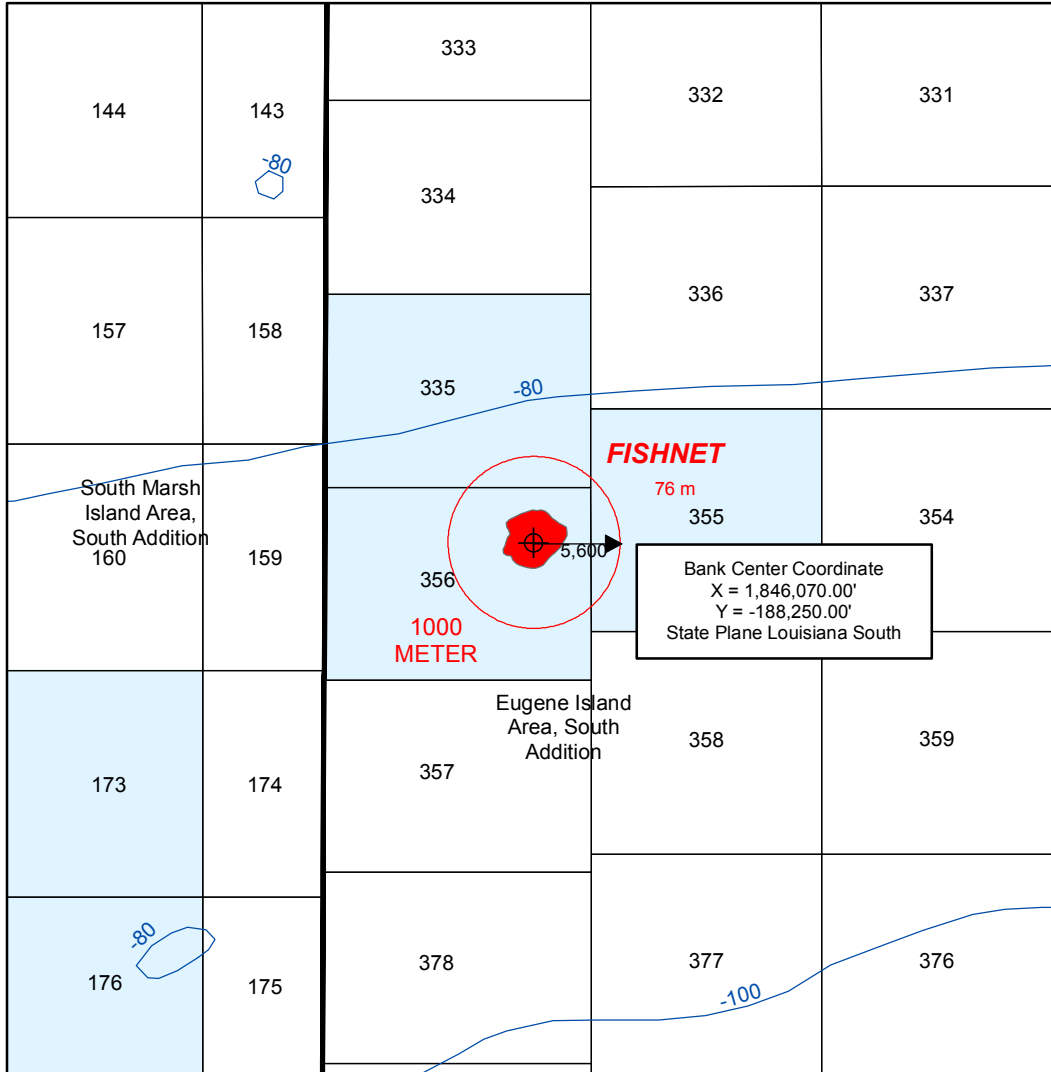 333
332
331
144
143
-80
334
336
337
157
158
335
-80
FISHNET
76 m
South Marsh
Island Area,
South Addition
355
354
160
159
5,600
356
Bank Center Coordinate
X = 1,846,070.00'
Y = -188,250.00'
State Plane Louisiana South
1000
METER
Eugene Island
Area, South
Addition
358
359
357
173
174
-80
378
377
376
176
175
-100